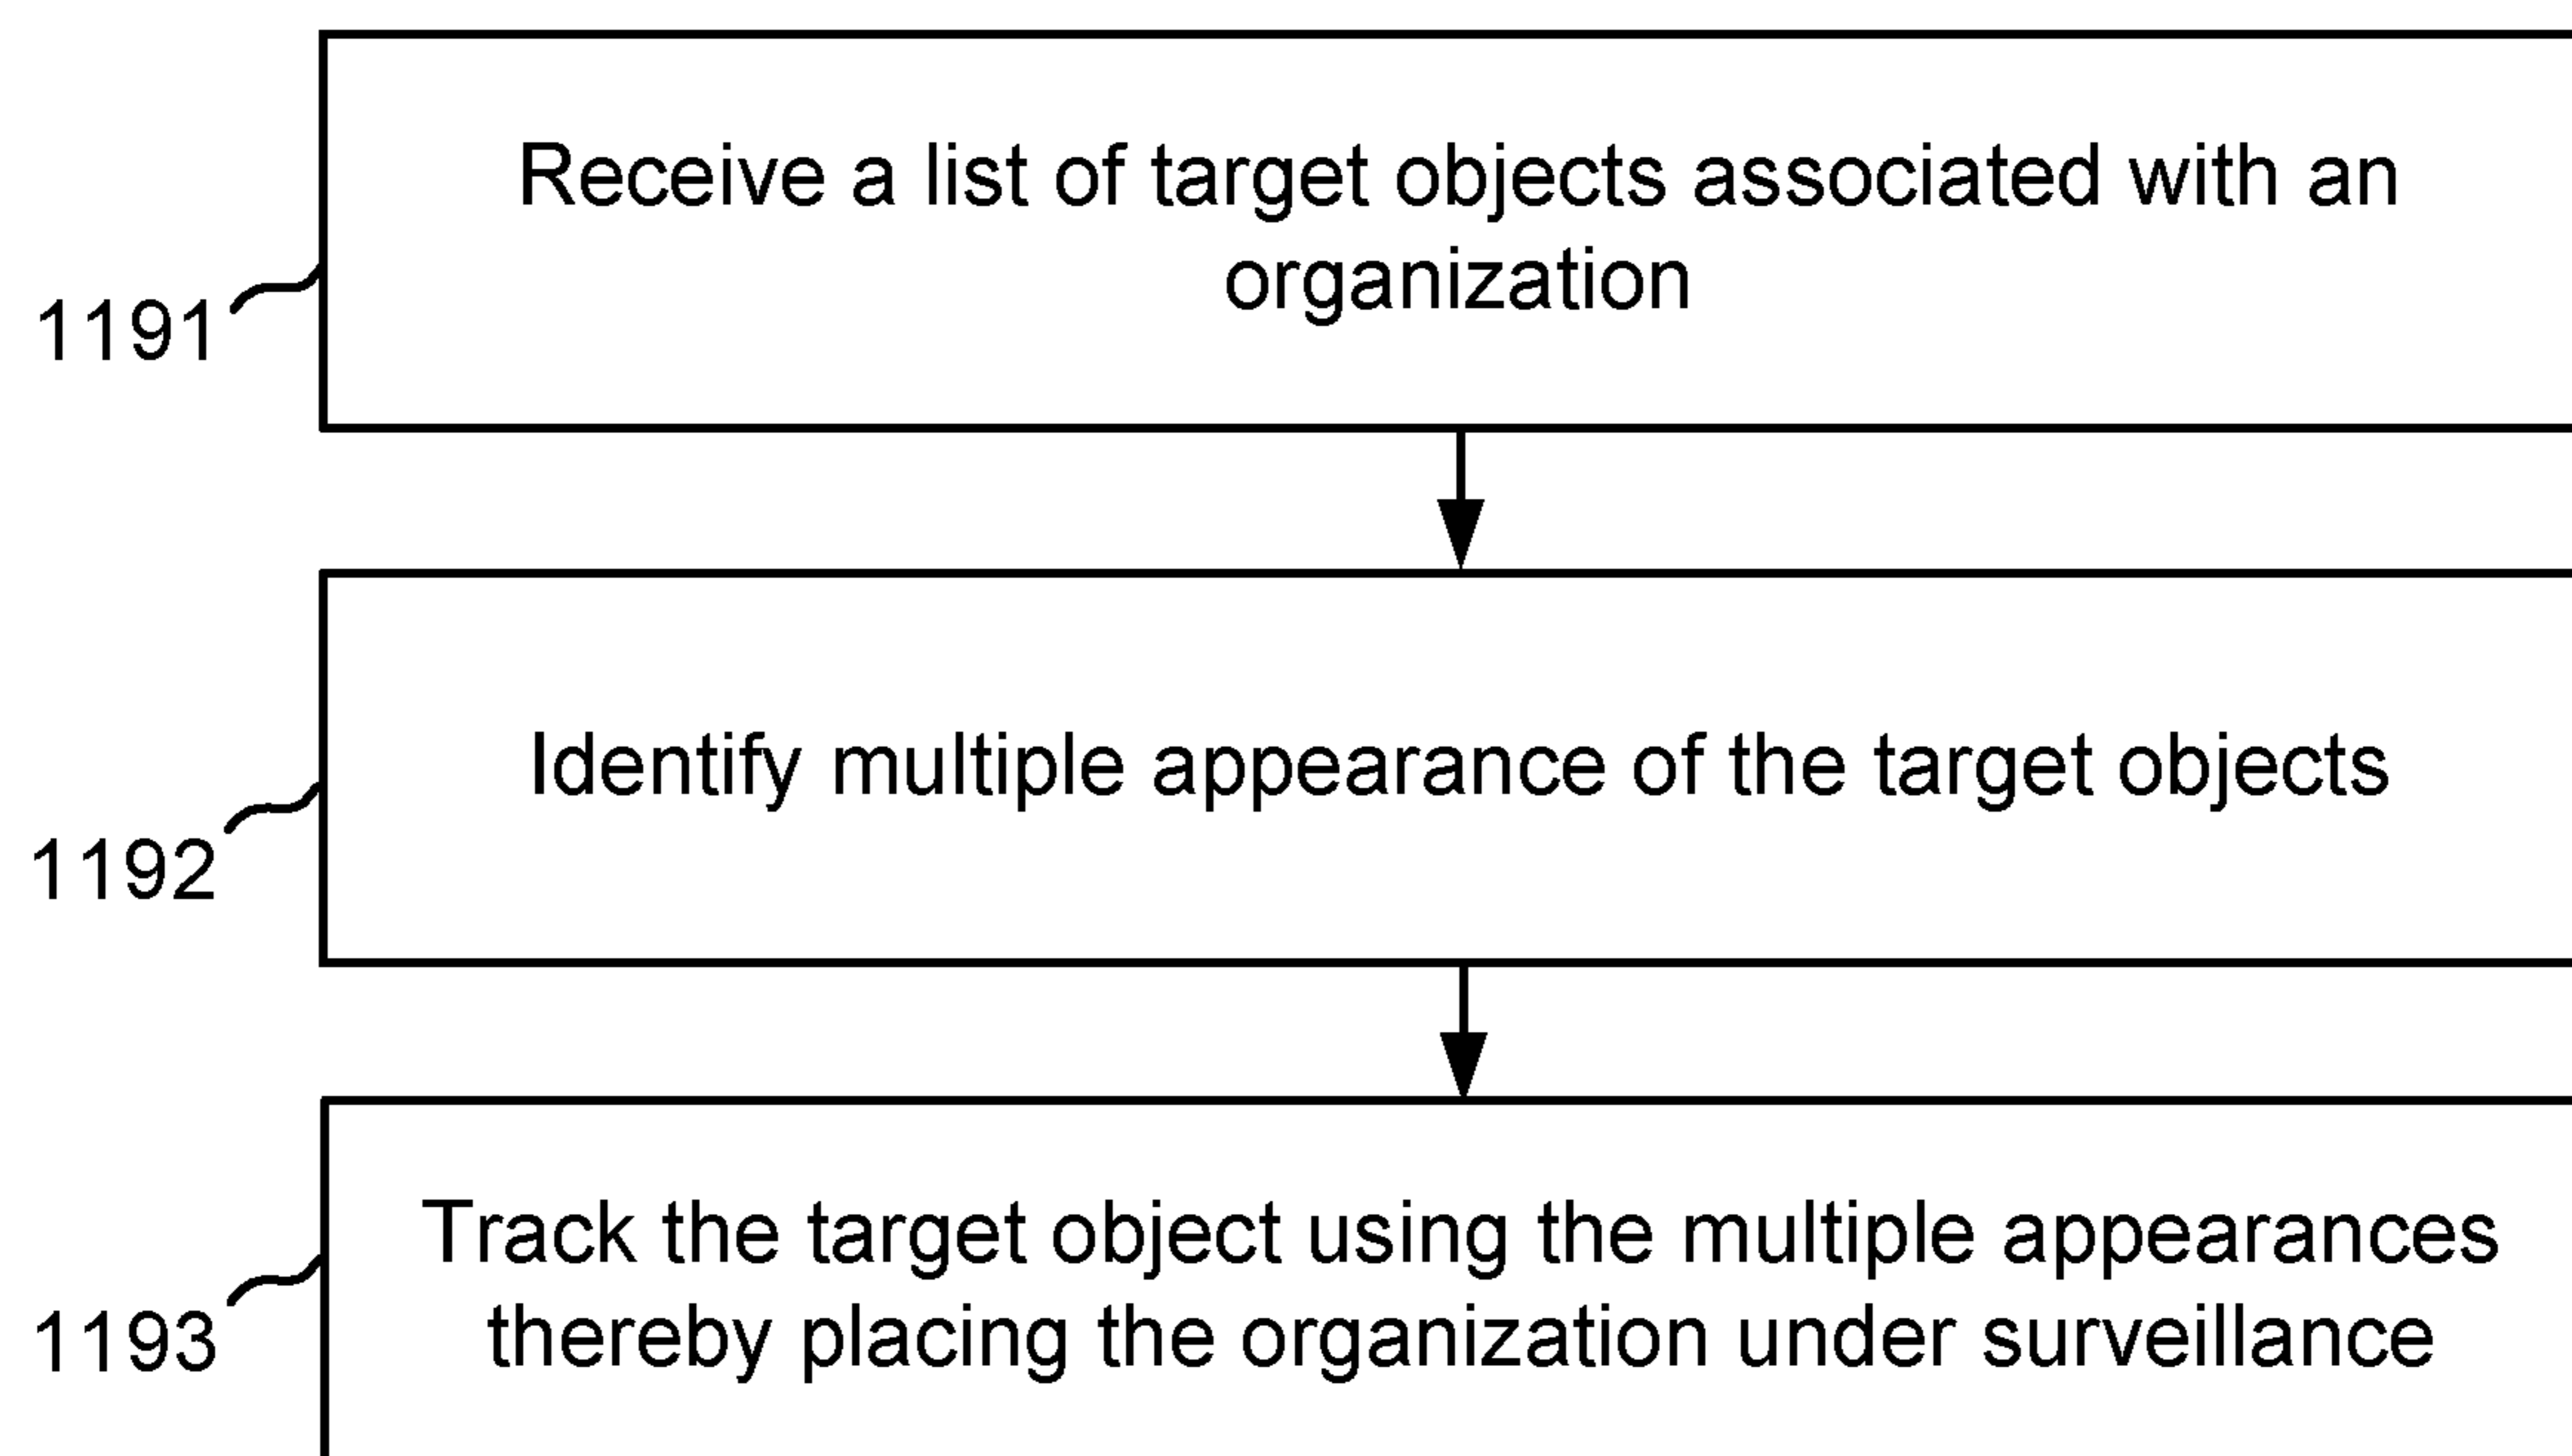 Receive a list of target objects associated with an
organization
1191
Identify multiple appearance of the target objects
1192
Track the target object using the multiple appearances
thereby placing the organization under surveillance
1193